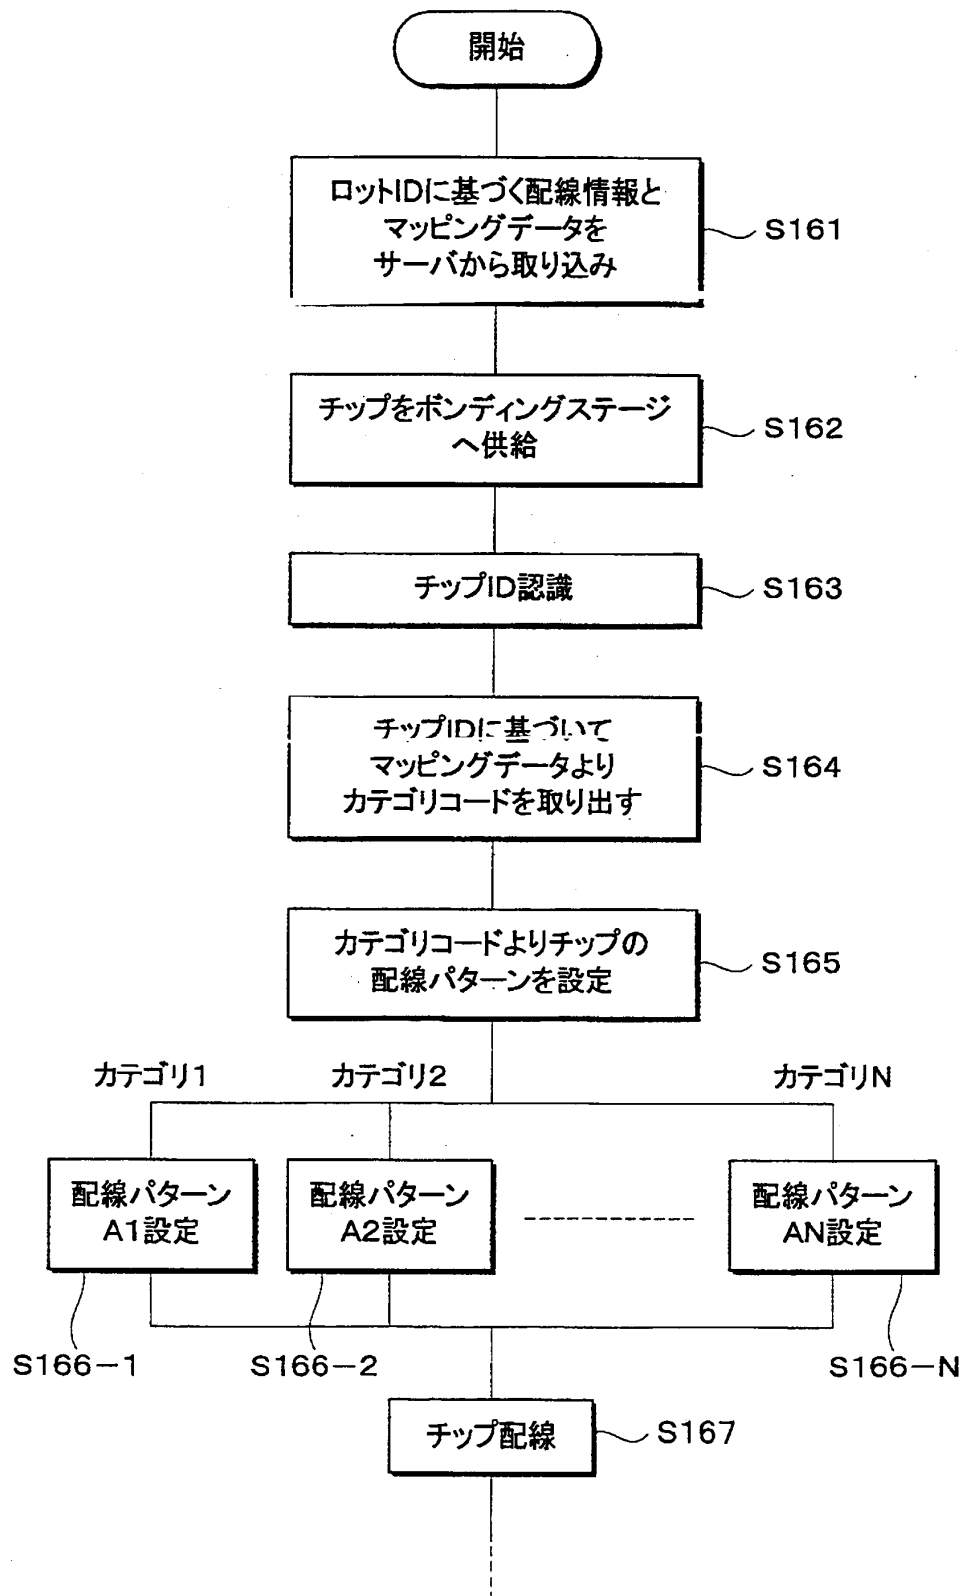 開始
ロットIDに基づく配線情報と
マッピングデータを
サーバから取り込み
S161
チップをボンディングステージ
へ供給
S162
チップID認識
S163
チップIDに基づいて
マッピングデータより
カテゴリコードを取り出す
S164
カテゴリコードよりチップの
配線パターンを設定
S165
カテゴリ1
カテゴリ2
カテゴリN
配線パターン
A1設定
配線パターン
A2設定
配線パターン
AN設定
S166-1
S166-2
S166-N
チップ配線
S167